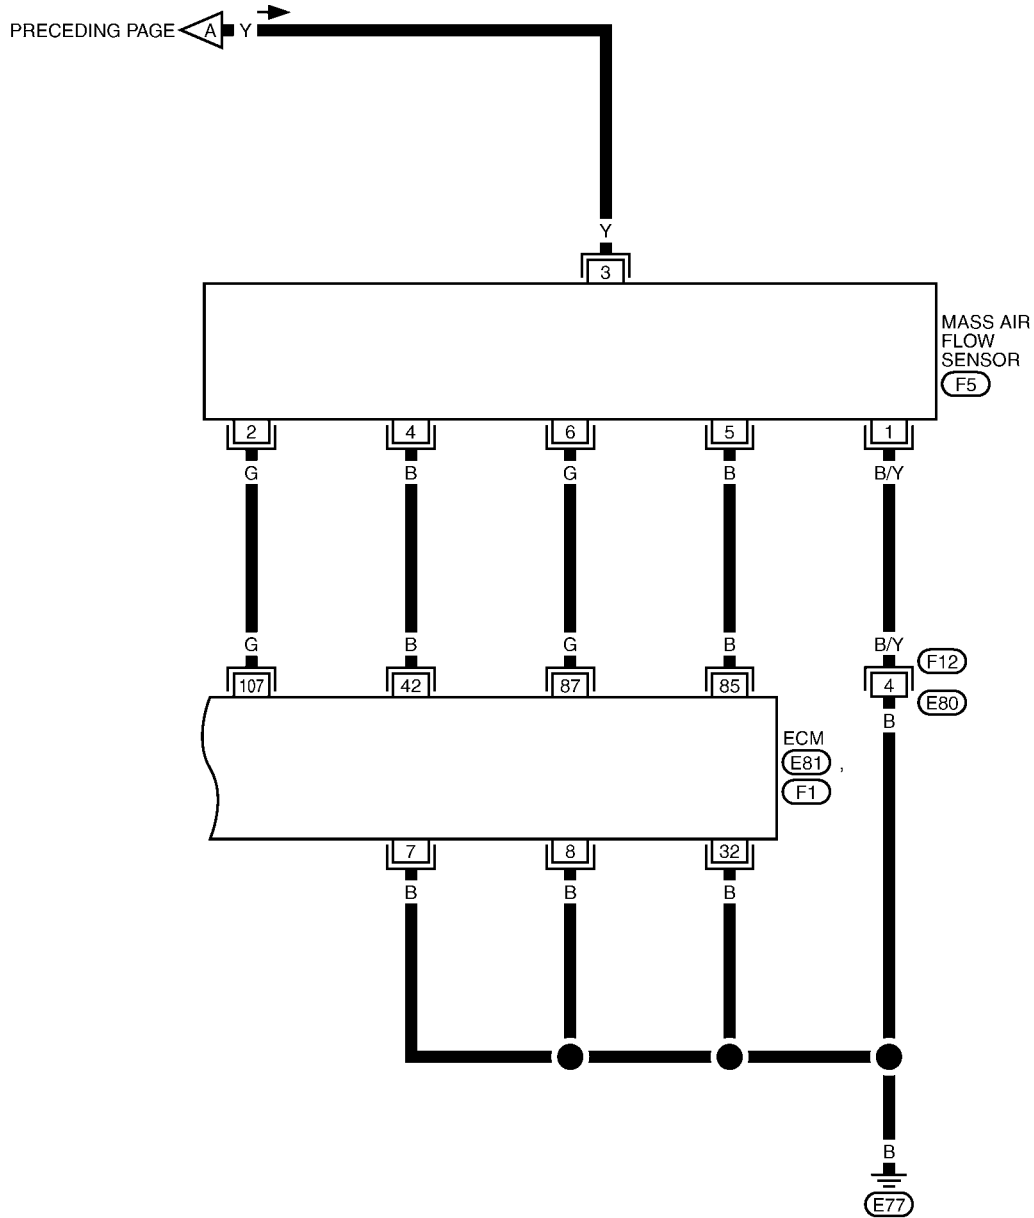 PRECEDING PAGE A Y
Y
3
MASS AIR
FLOW
SENSOR
F5
2 4 6 5 1
G B G B B/Y
G B G B B/Y
F12
107 42 87 85 4
E80
B
ECM
E81 ,
F1
7 8 32
B B B
B
E77